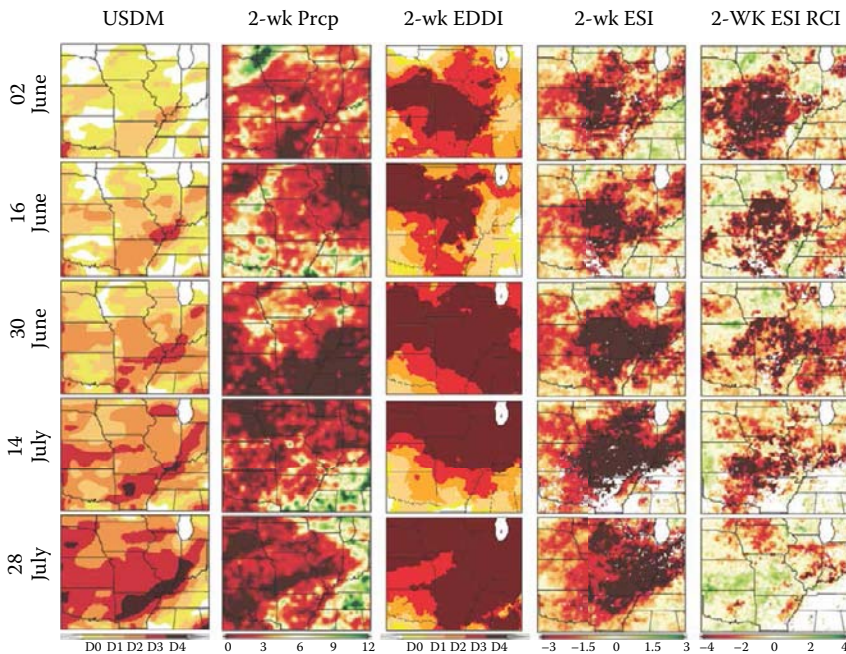 USDM 2-wk Prcp 2-wk EDDI 2-wk ESI 2-WK ESI RCI
02 June
16 June
30 June
14 July
28 July
D0 D1 D2 D3 D4 0 3 6 9 12 D0 D1 D2 D3 D4 −3 −1.5 0 1.5 3 −4 −2 0 2 4